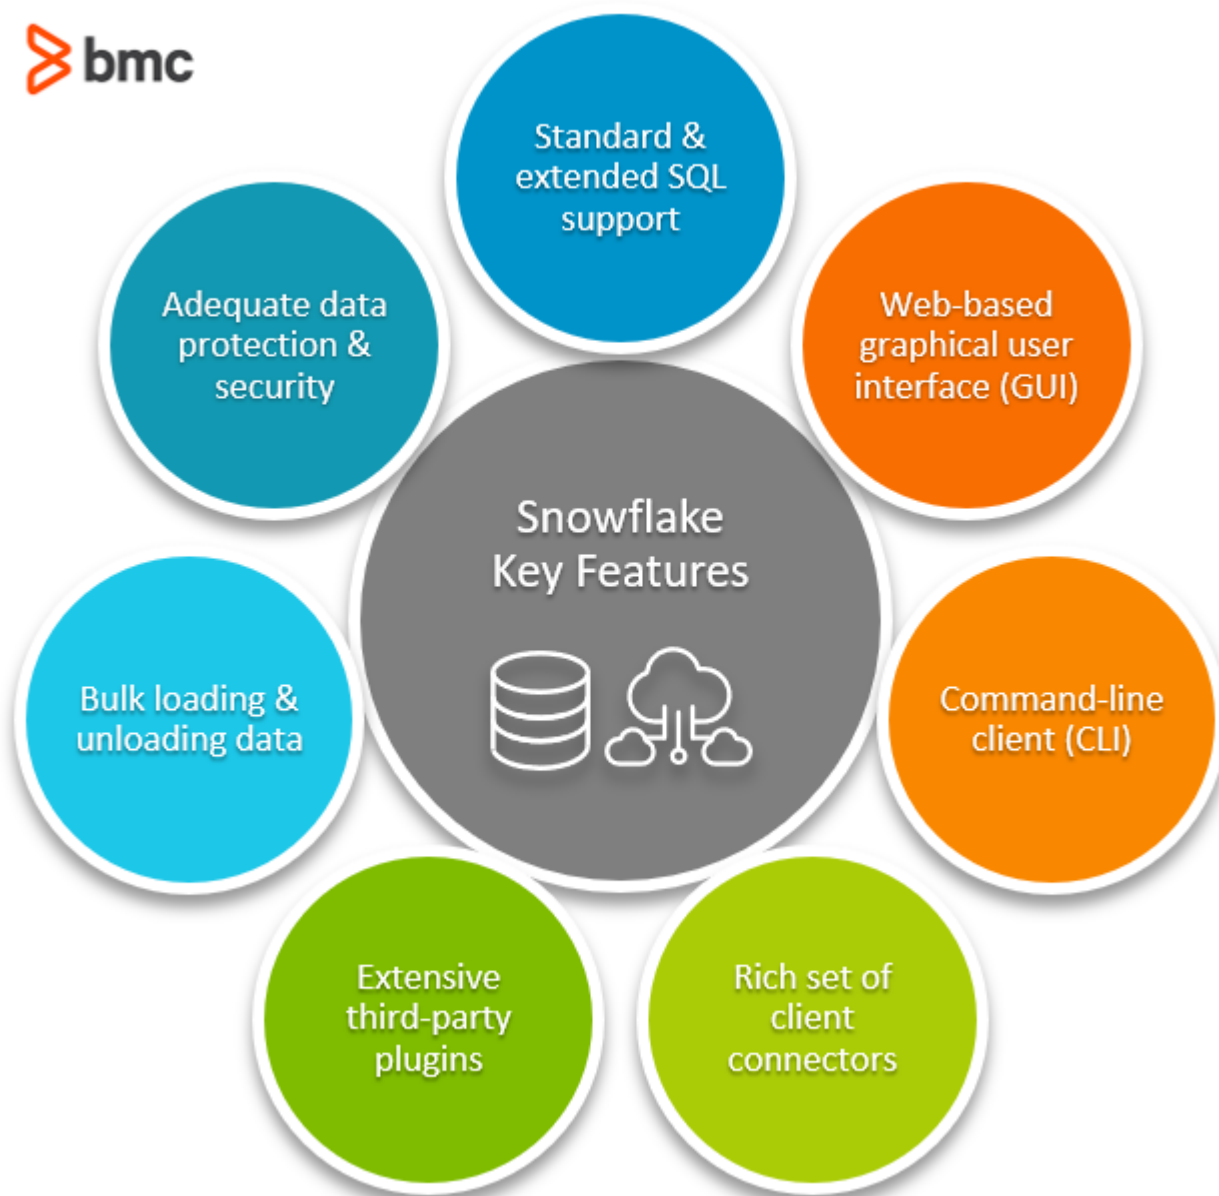 bmc
Standard &
extended SQL
support
Web-based
graphical user
interface (GUI)
Command-line
client (CLI)
Rich set of
client
connectors
Extensive
third-party
plugins
Bulk loading &
unloading data
Adequate data
protection &
security
Snowflake
Key Features